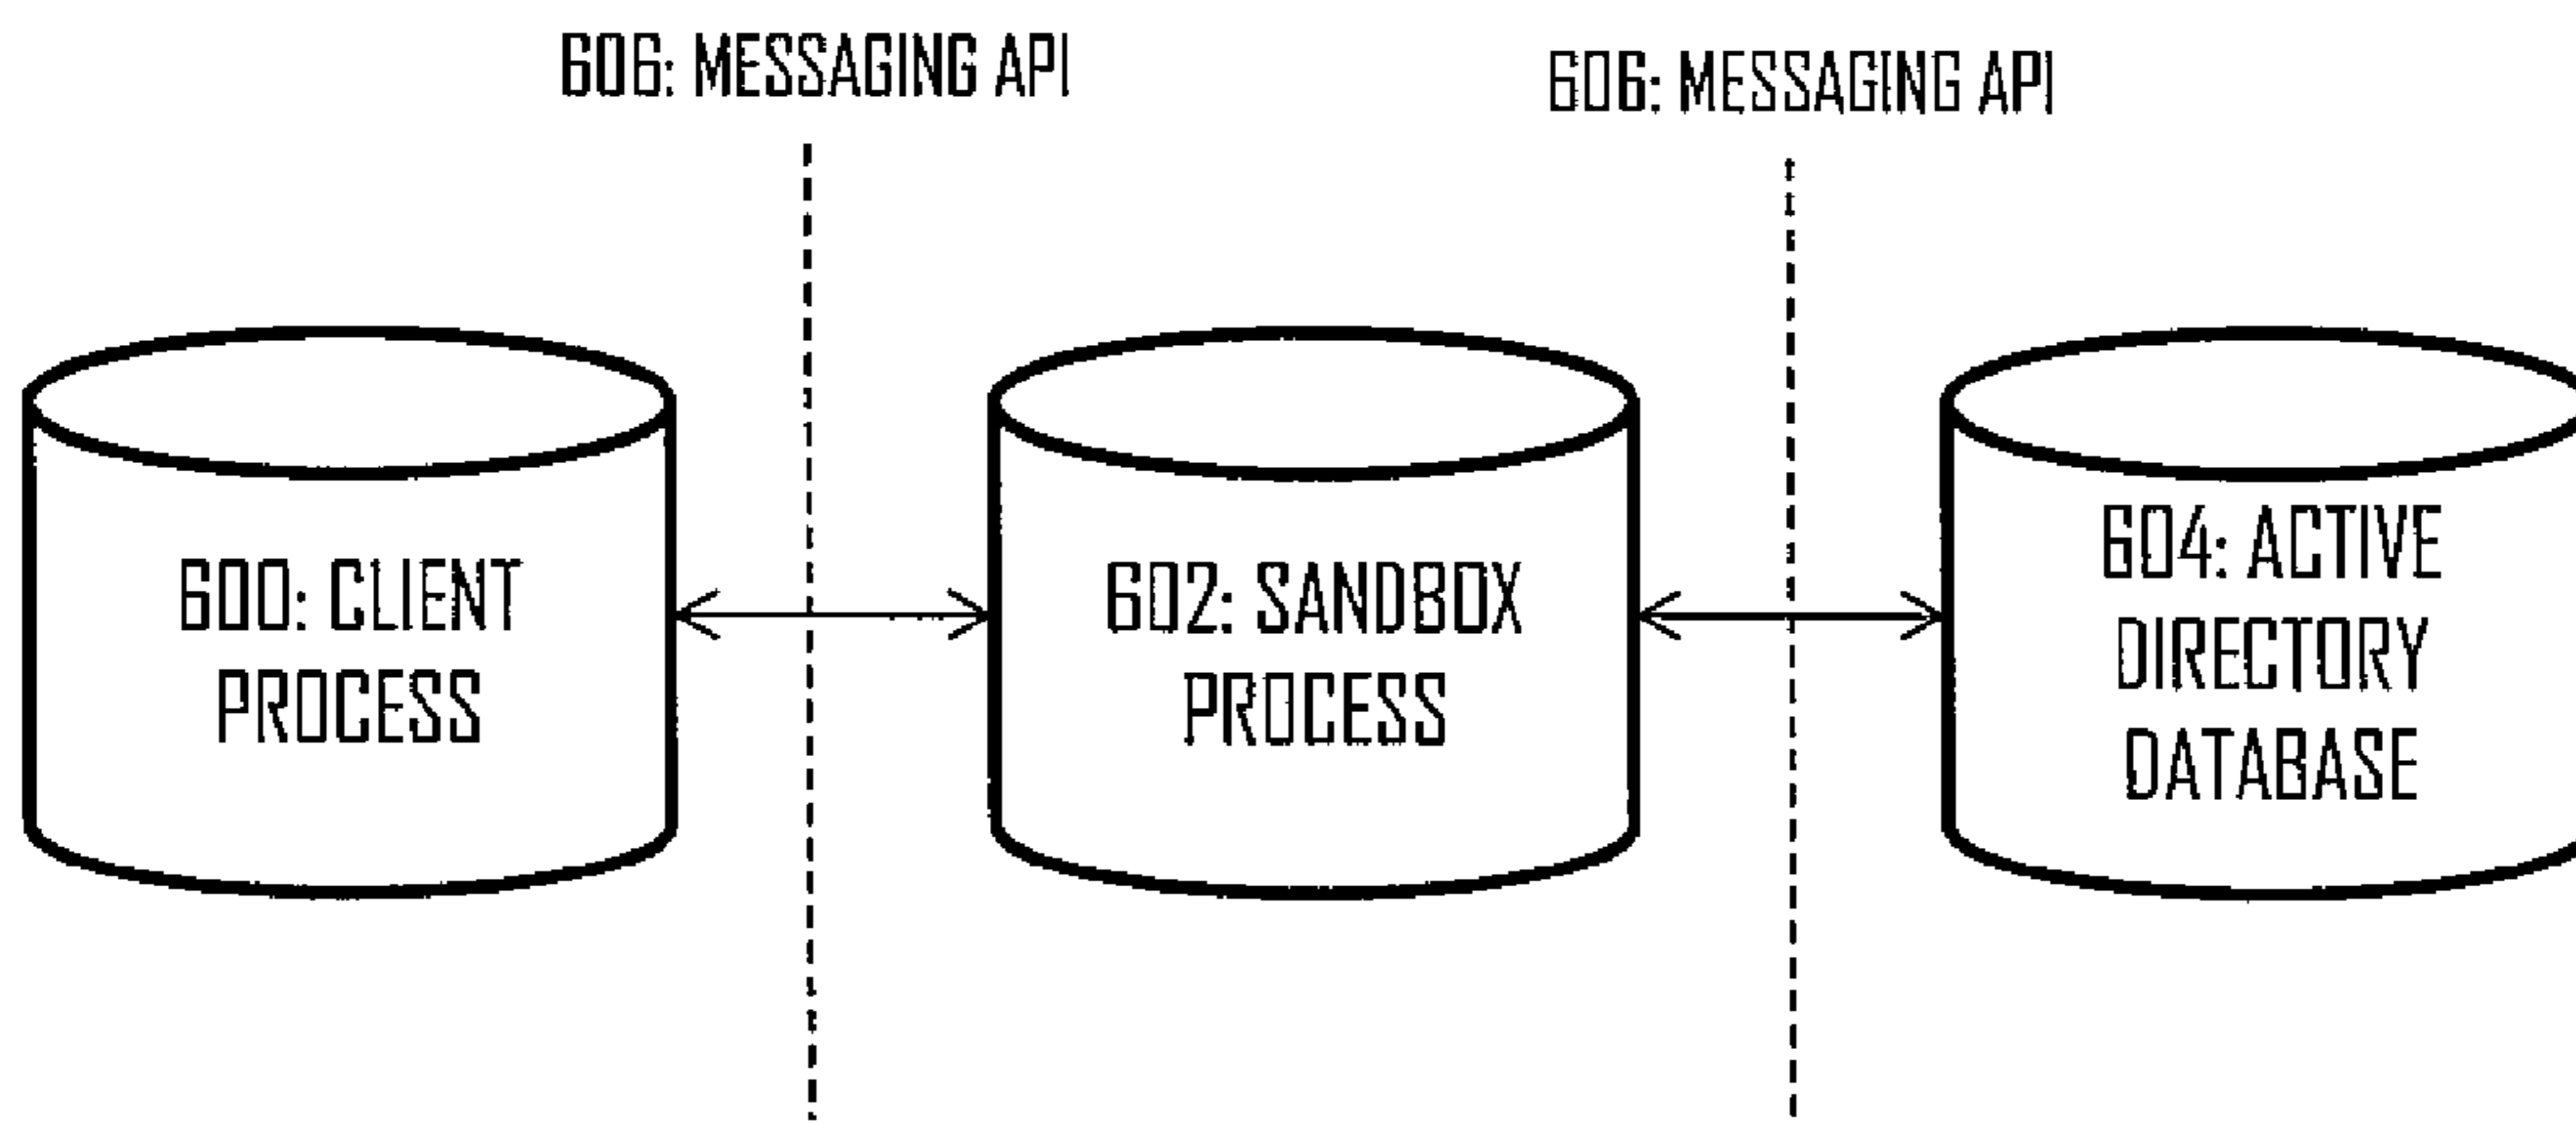 606: MESSAGING API
606: MESSAGING API
600: CLIENT
PROCESS
602: SANDBOX
PROCESS
604: ACTIVE
DIRECTORY
DATABASE